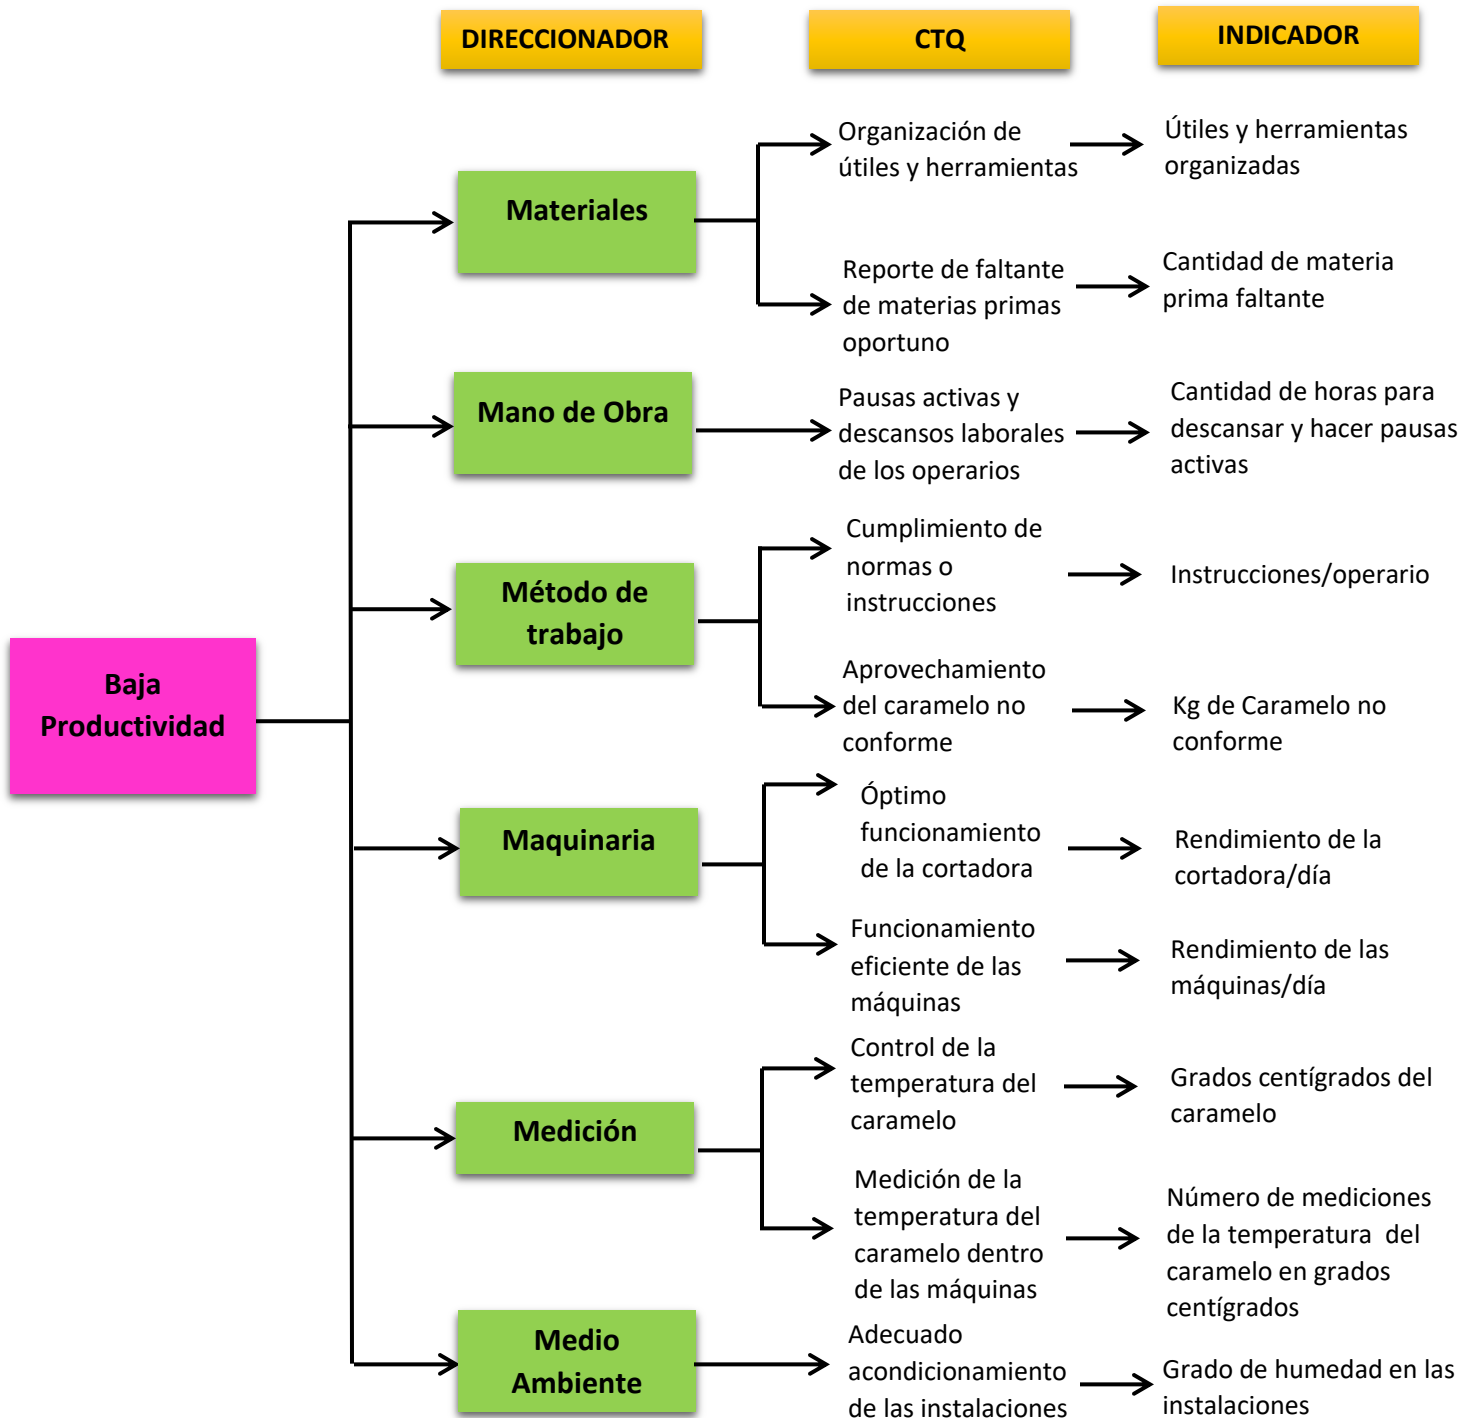 DIRECCIONADOR
CTQ
INDICADOR
Materiales
Organización de
útiles y herramientas
Útiles y herramientas
organizadas
Reporte de faltante
de materias primas
oportuno
Cantidad de materia
prima faltante
Mano de Obra
Pausas activas y
descansos laborales
de los operarios
Cantidad de horas para
descansar y hacer pausas
activas
Baja
Productividad
Método de
trabajo
Cumplimiento de
normas o
instrucciones
Instrucciones/operario
Aprovechamiento
del caramelo no
conforme
Kg de Caramelo no
conforme
Maquinaria
Óptimo
funcionamiento
de la cortadora
Rendimiento de la
cortadora/día
Funcionamiento
eficiente de las
máquinas
Rendimiento de las
máquinas/día
Medición
Control de la
temperatura del
caramelo
Grados centígrados del
caramelo
Medición de la
temperatura del
caramelo dentro
de las máquinas
Número de mediciones
de la temperatura  del
caramelo en grados
centígrados
Medio
Ambiente
Adecuado
acondicionamiento
de las instalaciones
Grado de humedad en las
instalaciones